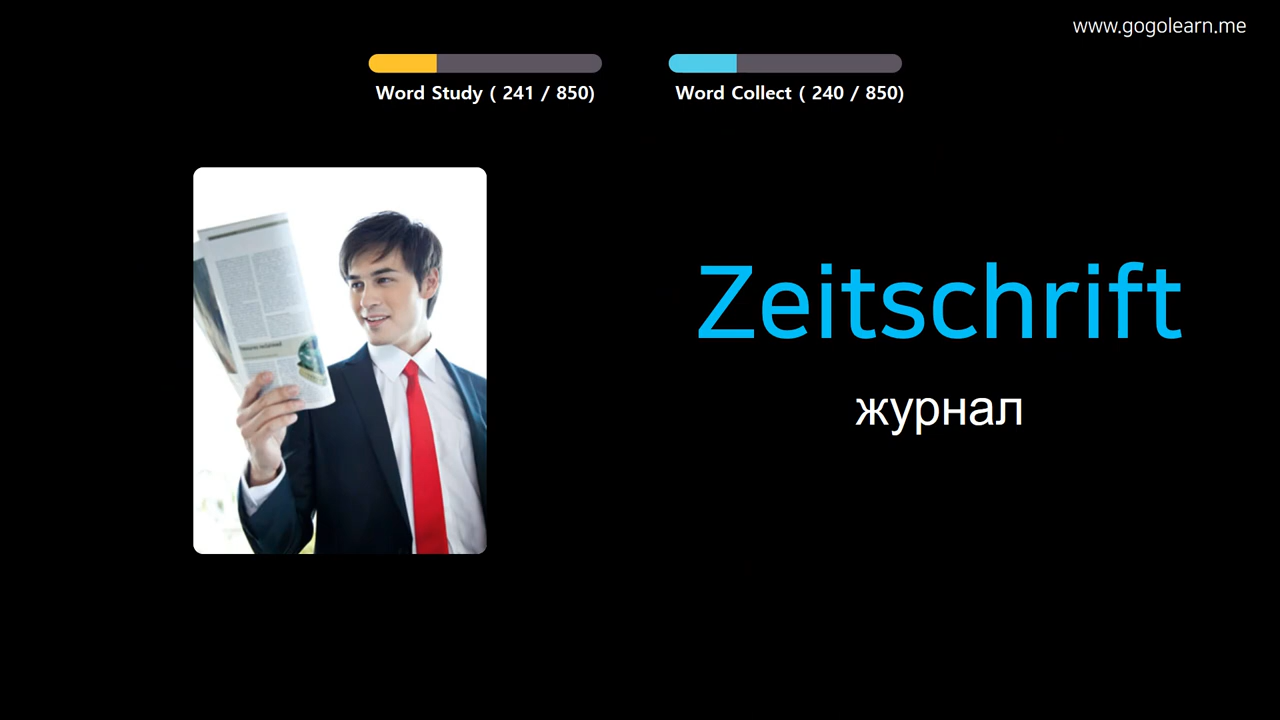 www.gogolearn.me
Word Study ( 241 / 850)
Word Collect ( 240 / 850)
Zeitschrift
журнал